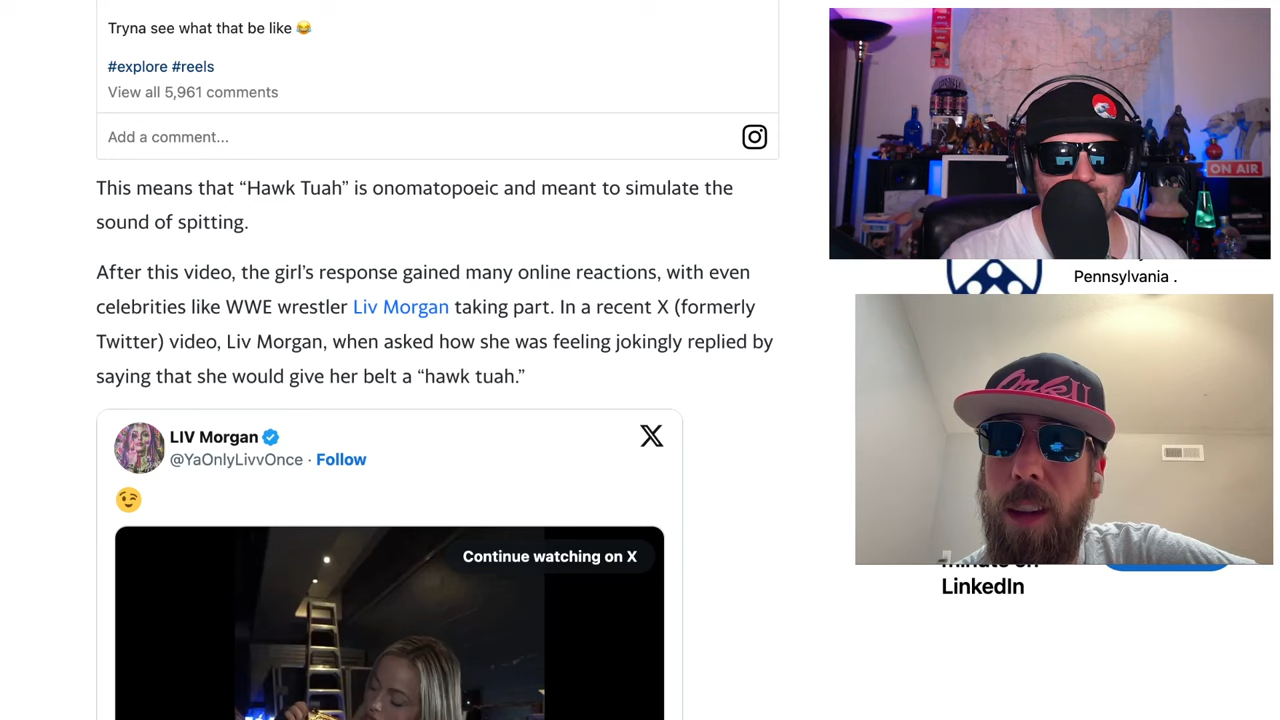 Tryna see what that be like 😂
#explore #reels
View all 5,961 comments
Add a comment...
This means that “Hawk Tuah” is onomatopoeic and meant to simulate the
sound of spitting.
After this video, the girl’s response gained many online reactions, with even
celebrities like WWE wrestler Liv Morgan taking part. In a recent X (formerly
Twitter) video, Liv Morgan, when asked how she was feeling jokingly replied by
saying that she would give her belt a “hawk tuah.”
LIV Morgan
@YaOnlyLivvOnce · Follow
😉
Continue watching on X
ON AIR
Pennsylvania .
LinkedIn